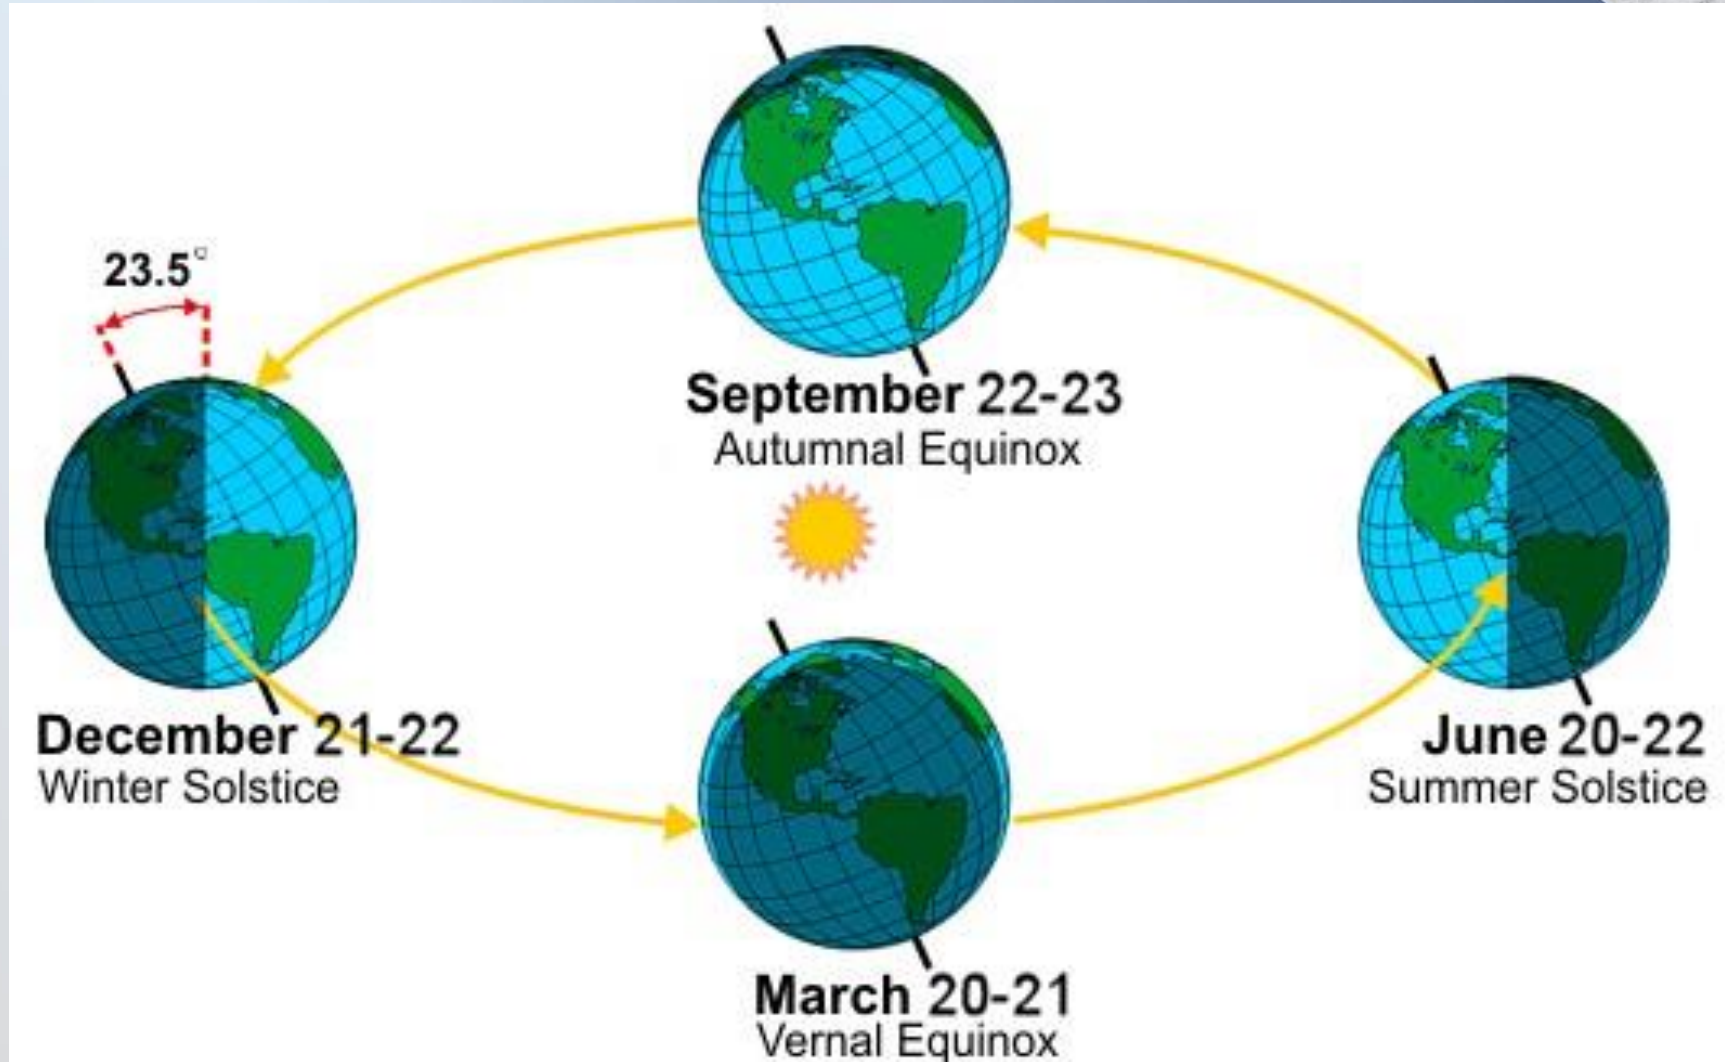 September 22-23
Autumnal Equinox
23.5°
December 21-22
Winter Solstice
June 20-22
Summer Solstice
March 20-21
Vernal Equinox